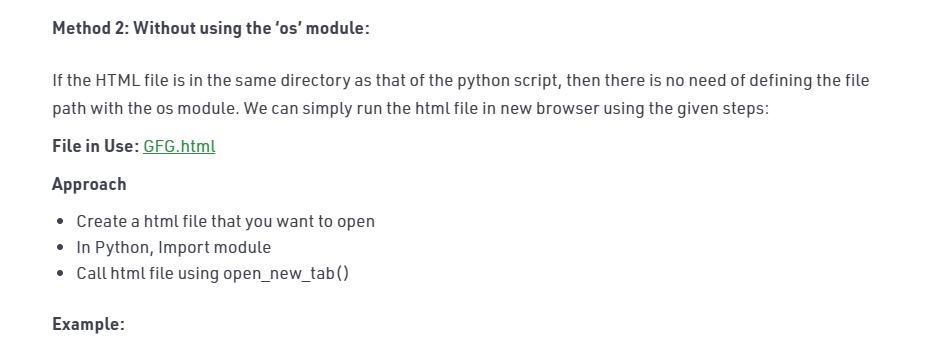 Method 2: Without using the ‘os’ module:
If the HTML file is in the same directory as that of the python script, then there is no need of defining the file
path with the os module. We can simply run the html file in new browser using the given steps:
File in Use: GFG.html
Approach
• Create a html file that you want to open
• In Python, Import module
• Call html file using open_new_tab()
Example: